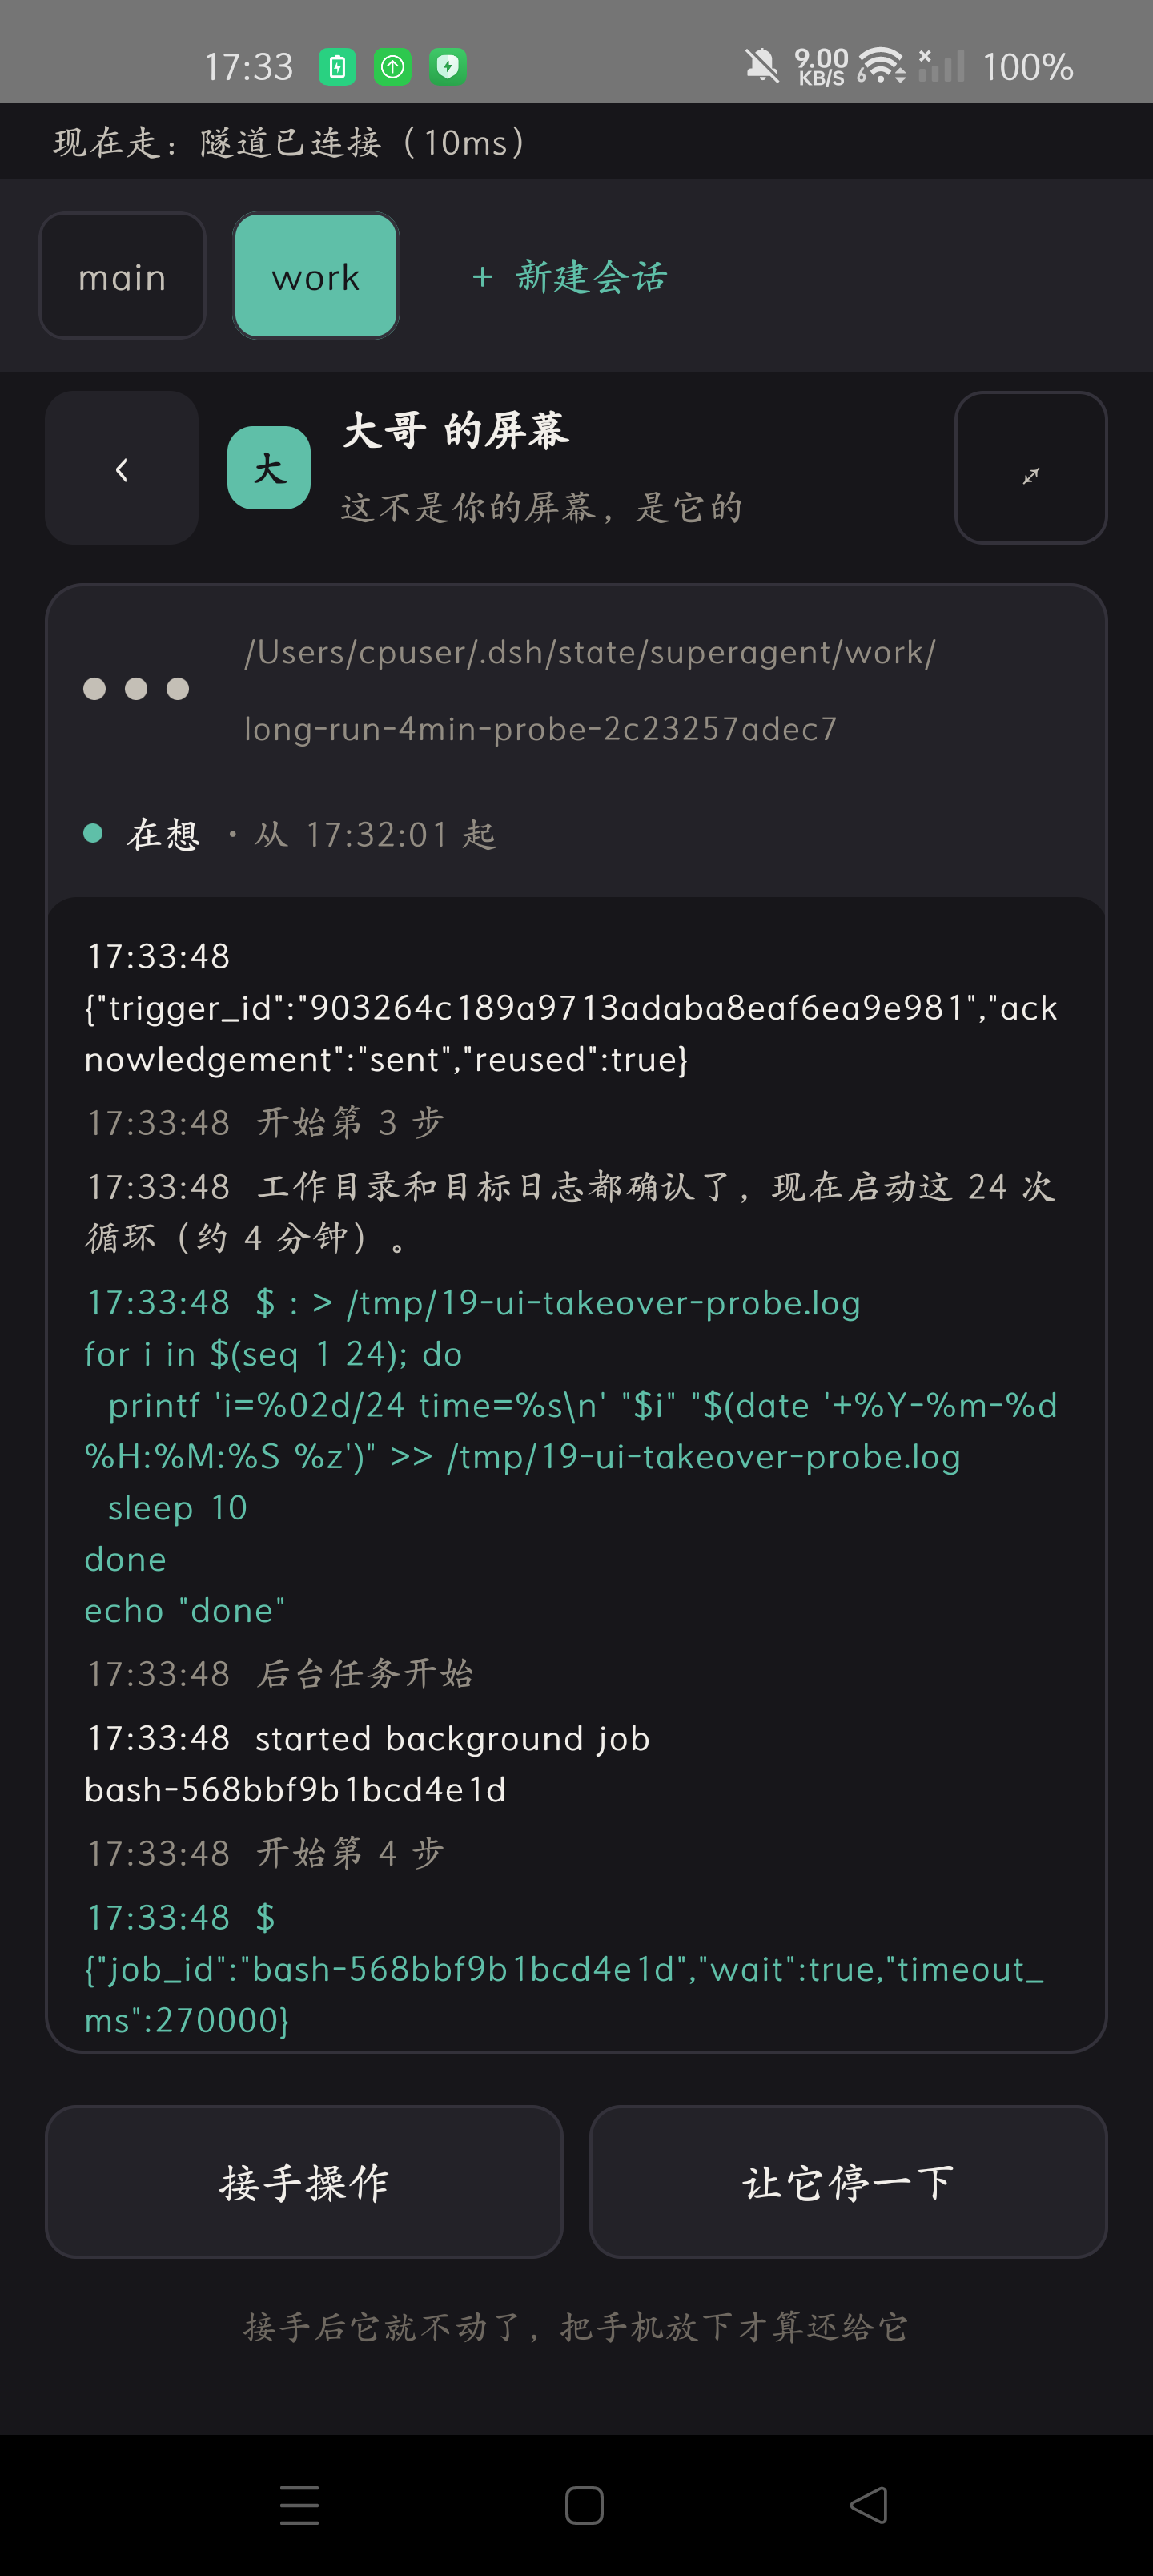 17:33
9.00
KB/S
6
100%
现在走：隧道已连接（10ms）
main
work
+ 新建会话
大
大哥 的屏幕
这不是你的屏幕，是它的
/Users/cpuser/.dsh/state/superagent/work/
long-run-4min-probe-2c23257adec7
在想 · 从 17:32:01 起
17:33:48
{"trigger_id":"903264c189a9713adaba8eaf6ea9e981","ack
nowledgement":"sent","reused":true}
17:33:48 开始第 3 步
17:33:48 工作目录和目标日志都确认了，现在启动这 24 次
循环（约 4 分钟）。
17:33:48 $ : > /tmp/19-ui-takeover-probe.log
for i in $(seq 1 24); do
printf 'i=%02d/24 time=%s\n' "$i" "$(date '+%Y-%m-%d
%H:%M:%S %z')" >> /tmp/19-ui-takeover-probe.log
sleep 10
done
echo "done"
17:33:48 后台任务开始
17:33:48 started background job
bash-568bbf9b1bcd4e1d
17:33:48 开始第 4 步
17:33:48 $
{"job_id":"bash-568bbf9b1bcd4e1d","wait":true,"timeout_
ms":270000}
接手操作
让它停一下
接手后它就不动了，把手机放下才算还给它